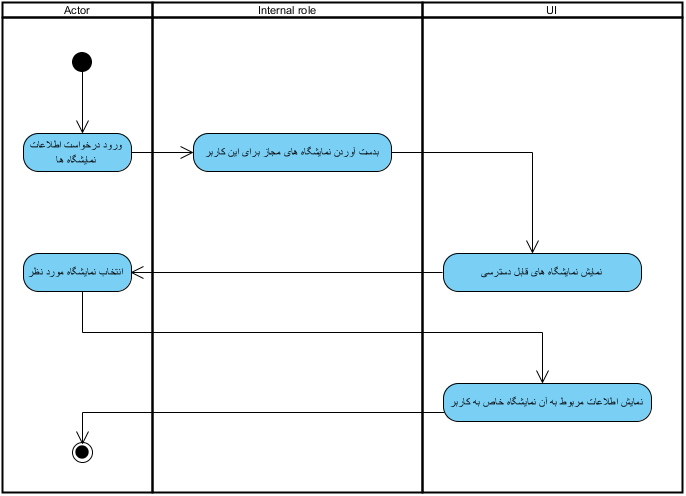 Actor
Internal role
UI
ورود درخواست اطلاعات
نمایشگاه ها
بدست آوردن نمایشگاه های مجاز برای این کاربر
نمایش نمایشگاه های قابل دسترسی
انتخاب نمایشگاه مورد نظر
نمایش اطلاعات مربوط به آن نمایشگاه خاص به کاربر